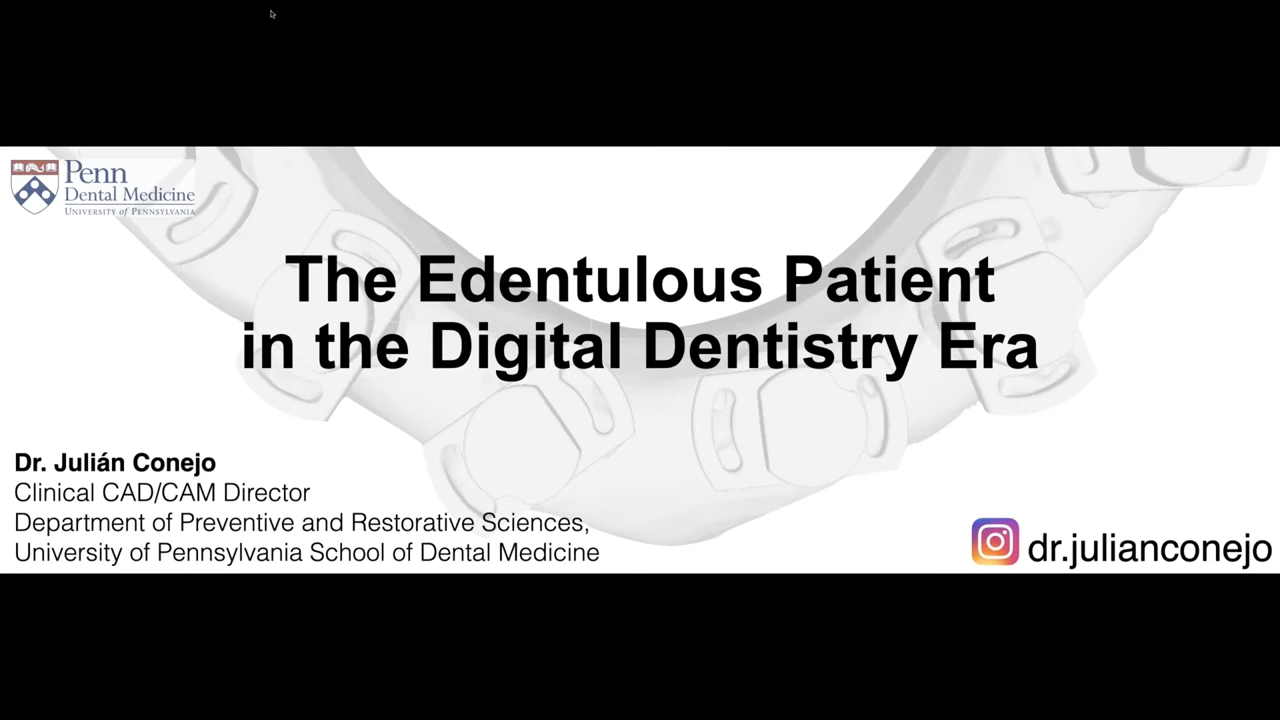 Penn
Dental Medicine
UNIVERSITY of PENNSYLVANIA
The Edentulous Patient
in the Digital Dentistry Era
Dr. Julián Conejo
Clinical CAD/CAM Director
Department of Preventive and Restorative Sciences,
University of Pennsylvania School of Dental Medicine
dr.julianconejo